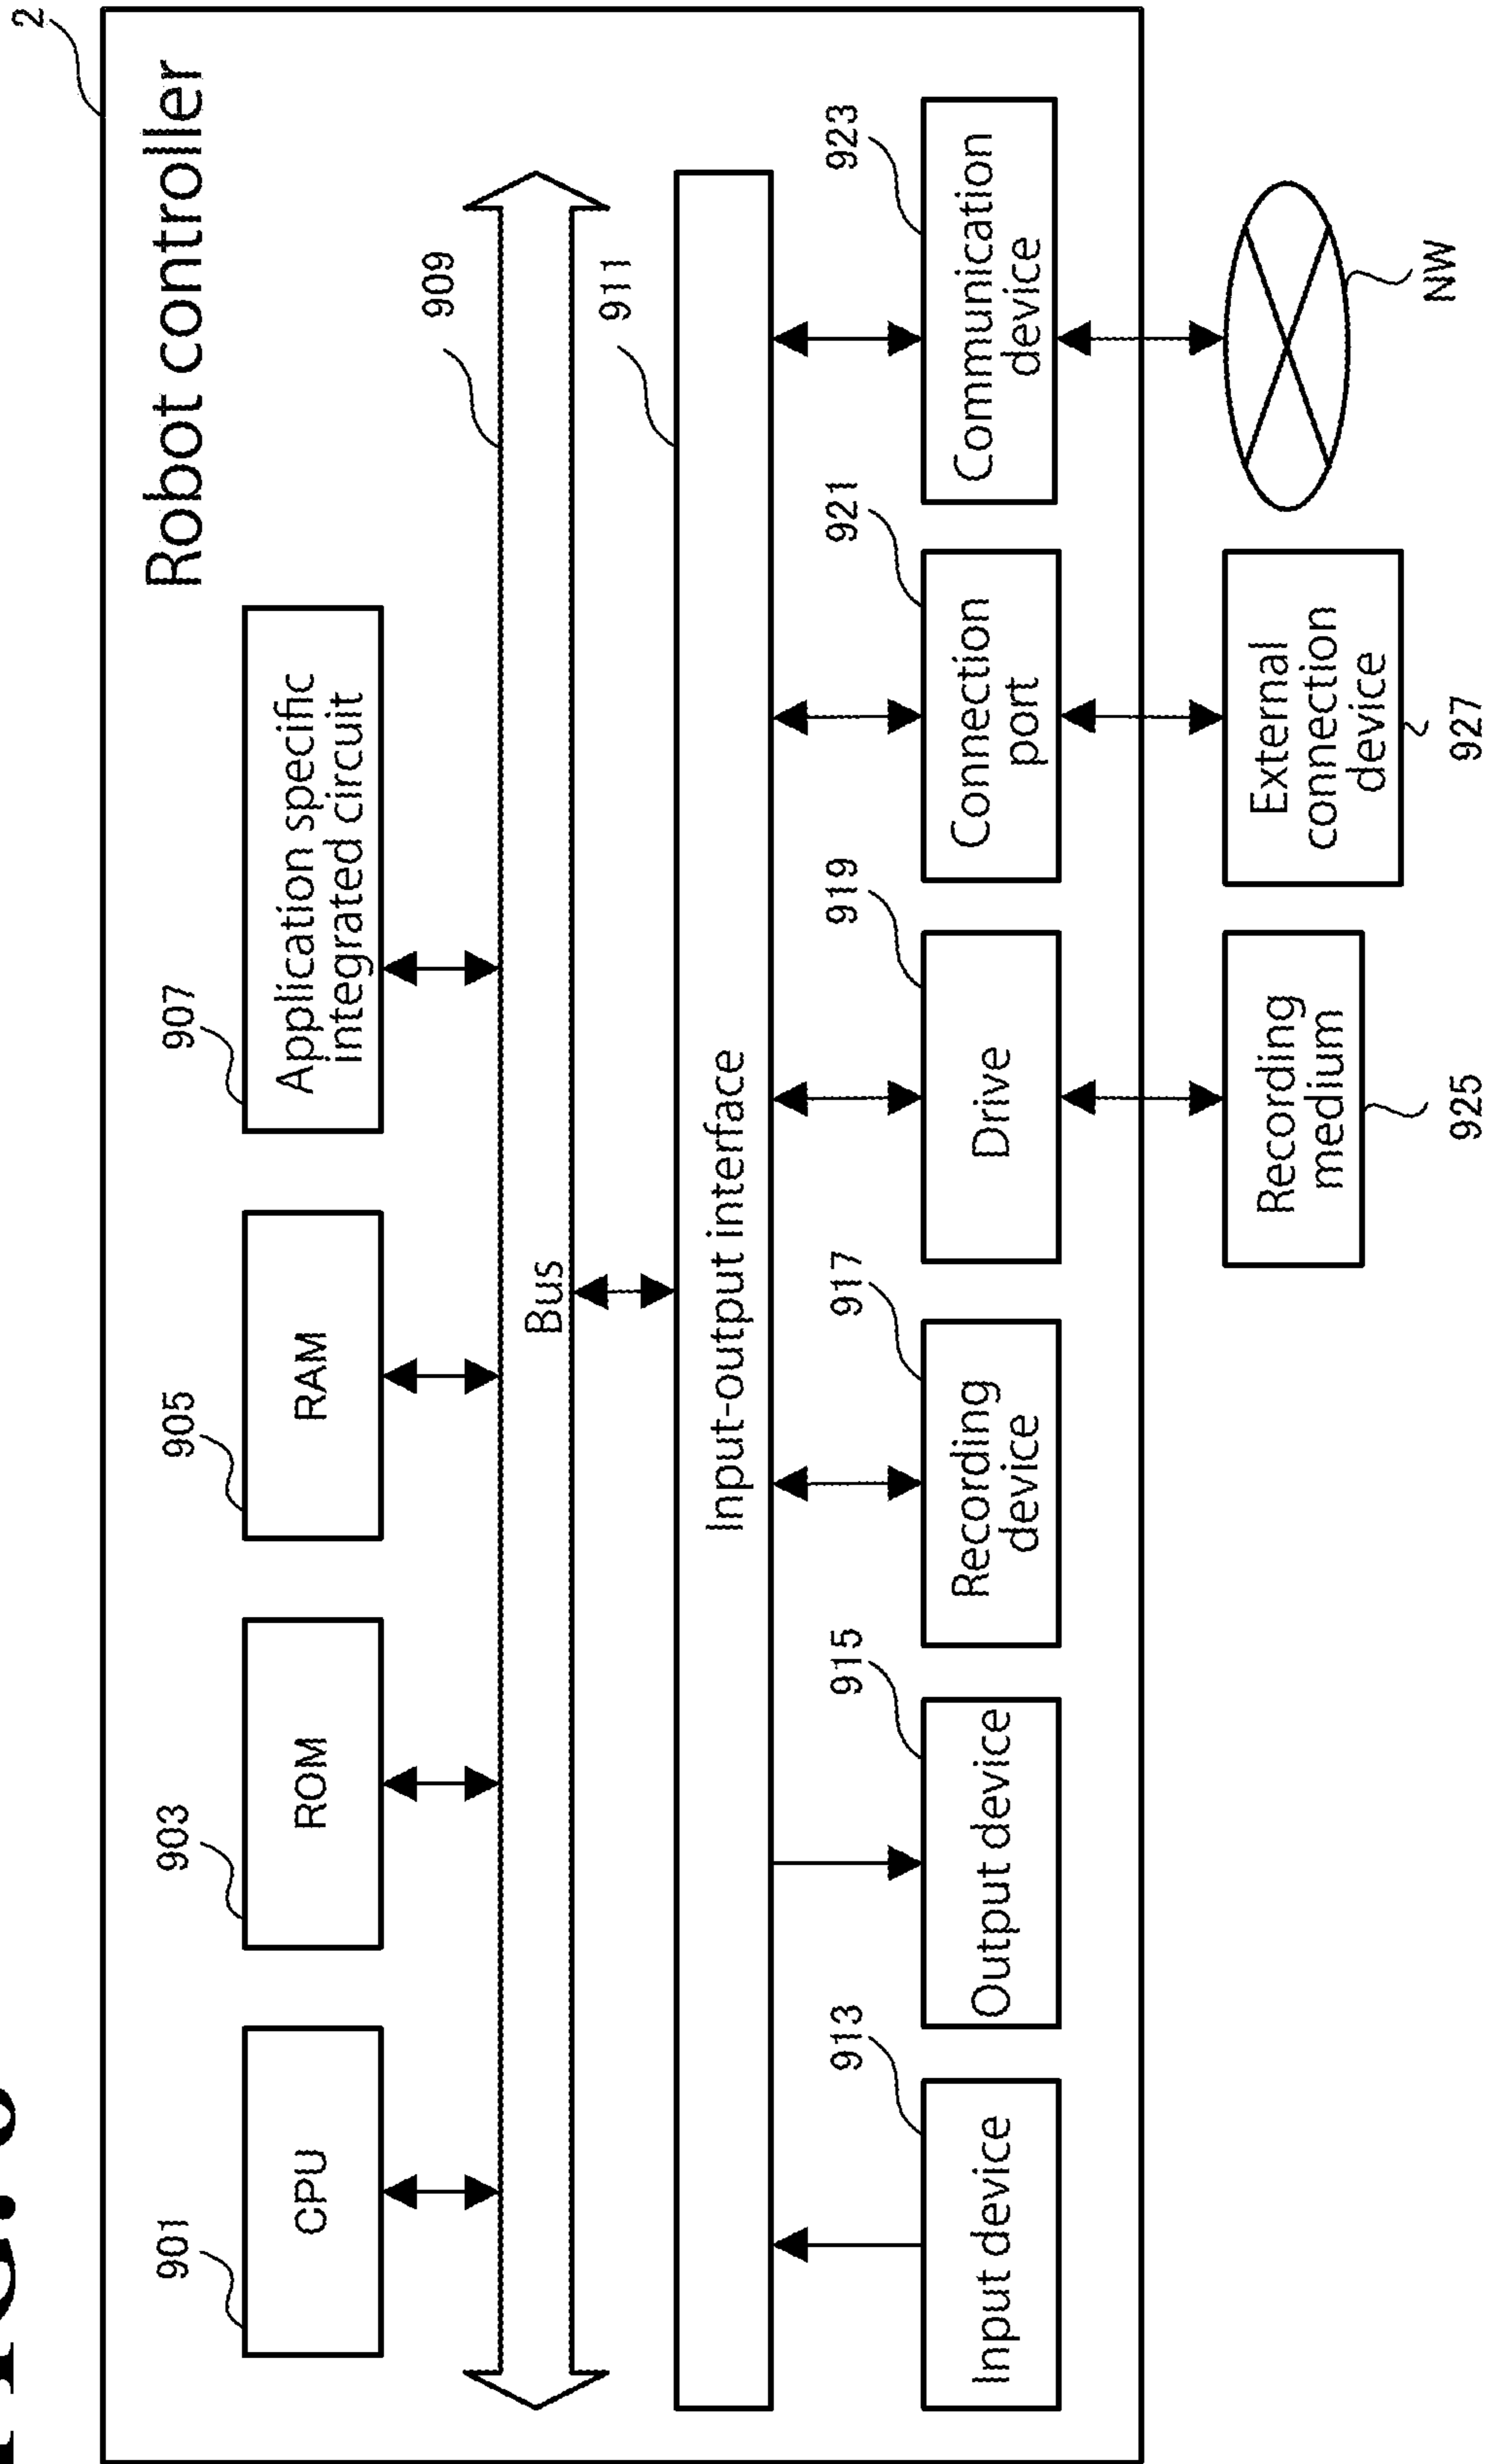 2
Robot controller
901
CPU
903
ROM
905
RAM
907
Application specific
integrated circuit
909
Bus
911
Input-output interface
913
Input device
915
Output device
917
Recording
device
919
Drive
921
Connection
port
923
Communication
device
Recording
medium
925
External
connection
device
927
NW